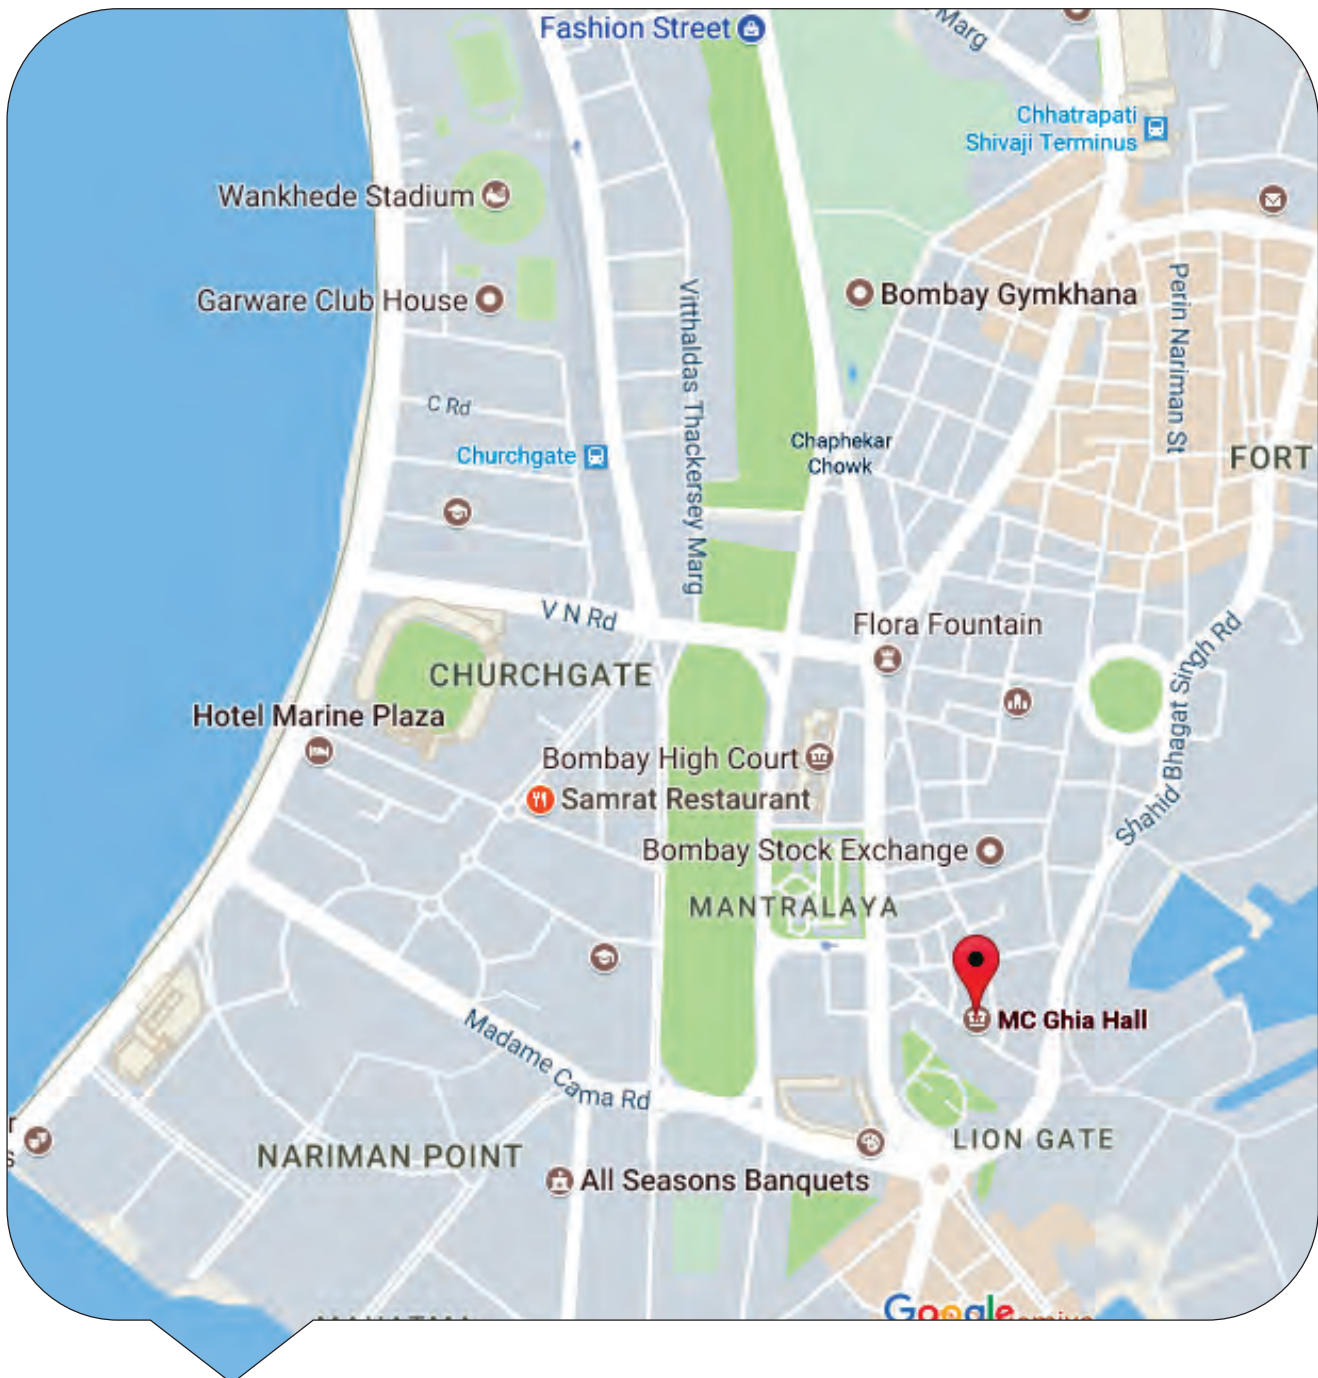 Fashion Street
Marg
Chhatrapati
Shivaji Terminus
Wankhede Stadium
Garware Club House
Bombay Gymkhana
Vitthaldas Thackersey Marg
Perin Nariman St
C Rd
Churchgate
Chaphekar
Chowk
FORT
V N Rd
Flora Fountain
CHURCHGATE
Shahid Bhagat Singh Rd
Hotel Marine Plaza
Bombay High Court
Samrat Restaurant
Bombay Stock Exchange
MANTRALAYA
MC Ghia Hall
Madame Cama Rd
LION GATE
NARIMAN POINT
All Seasons Banquets
Google